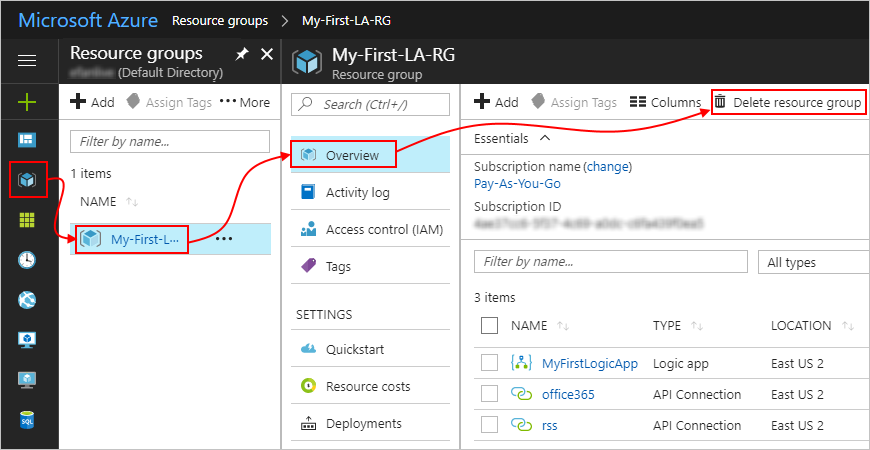 Microsoft Azure Resource groups My-First-LA-RG
Resource groups
(Default Directory)
Add Assign Tags More
Filter by name...
1 items
NAME
My-First-L...
My-First-LA-RG
Resource group
Search (Ctrl+/)
Overview
Activity log
Access control (IAM)
Tags
SETTINGS
Quickstart
Resource costs
Deployments
Add Assign Tags Columns Delete resource group
Essentials
Subscription name (change)
Pay-As-You-Go
Subscription ID
Filter by name...
All types
3 items
NAME TYPE LOCATION
MyFirstLogicApp Logic app East US 2
office365 API Connection East US 2
rss API Connection East US 2
SQL